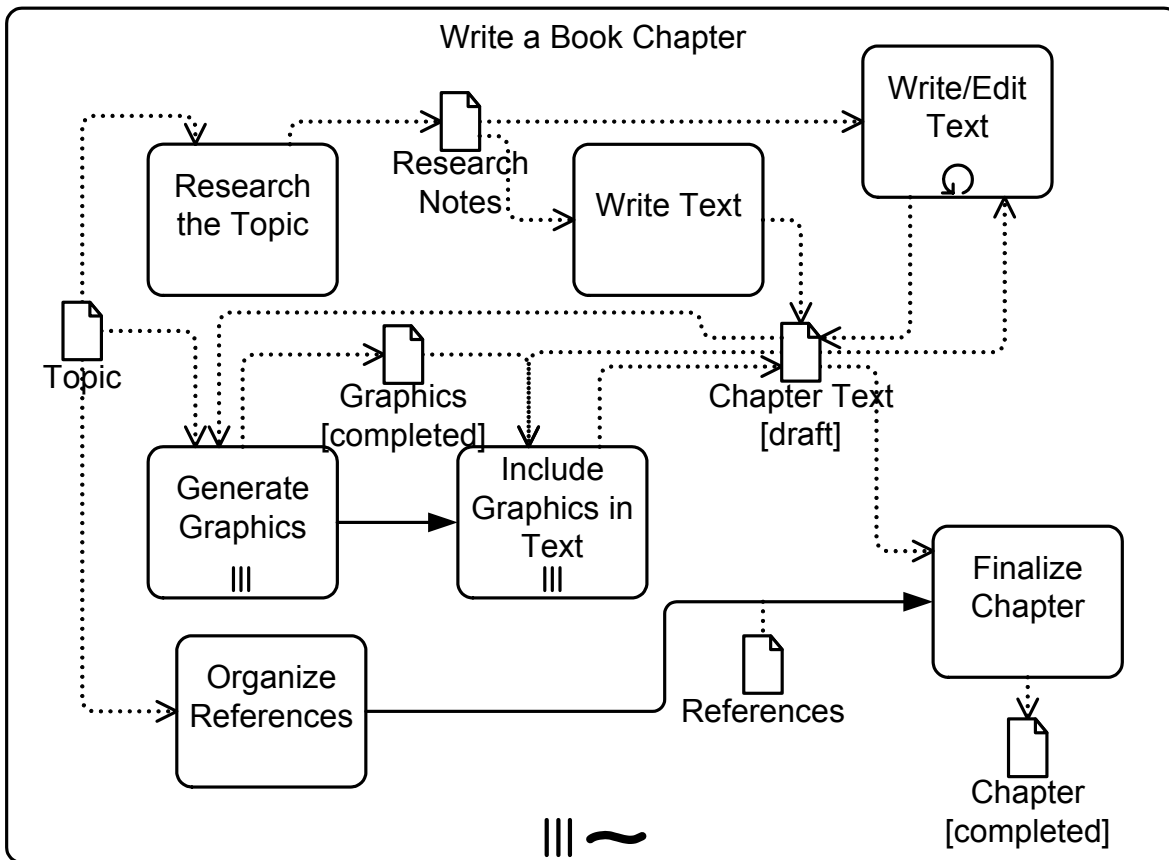 Write a Book Chapter
Write/Edit
Text
Research
the Topic
Research
Notes
Write Text
Topic
Graphics
[completed]
Chapter Text
[draft]
Generate
Graphics
Include
Graphics in
Text
Finalize
Chapter
Organize
References
References
Chapter
[completed]